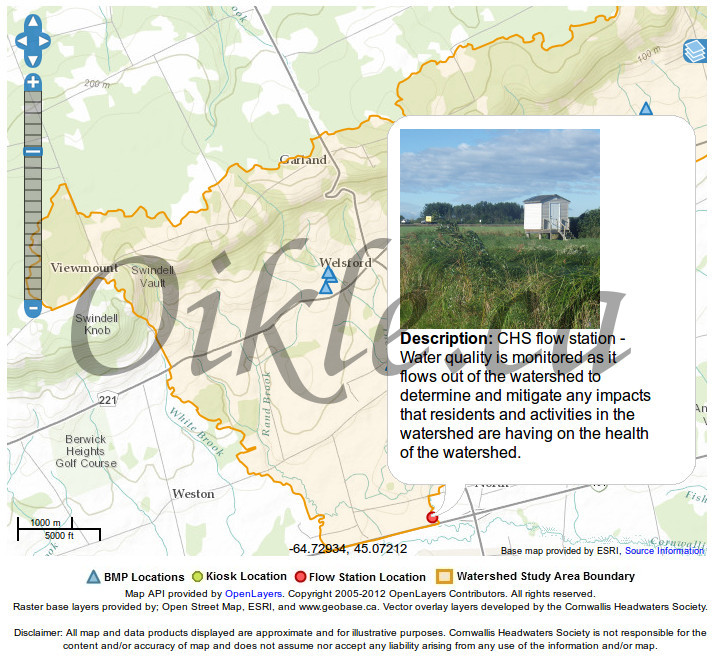 ook
100 m
200 m
Garland
Welsford
Viewmount
Swindell
Vault
Swindell
Knob
Oikle.ca
Description: CHS flow station -
Water quality is monitored as it
flows out of the watershed to
determine and mitigate any impacts
that residents and activities in the
watershed are having on the health
of the watershed.
221
Rand Brook
White Brook
Berwick
Heights
Golf Course
Weston
North
Fish
Cornwallis
1000 m
5000 ft
ook
-64.72934, 45.07212
Base map provided by ESRI, Source Information
BMP Locations Kiosk Location Flow Station Location Watershed Study Area Boundary
Map API provided by OpenLayers. Copyright 2005-2012 OpenLayers Contributors. All rights reserved.
Raster base layers provided by; Open Street Map, ESRI, and www.geobase.ca. Vector overlay layers developed by the Cornwallis Headwaters Society.
Disclaimer: All map and data products displayed are approximate and for illustrative purposes. Cornwallis Headwaters Society is not responsible for the
content and/or accuracy of map and does not assume nor accept any liability arising from any use of the information and/or map.